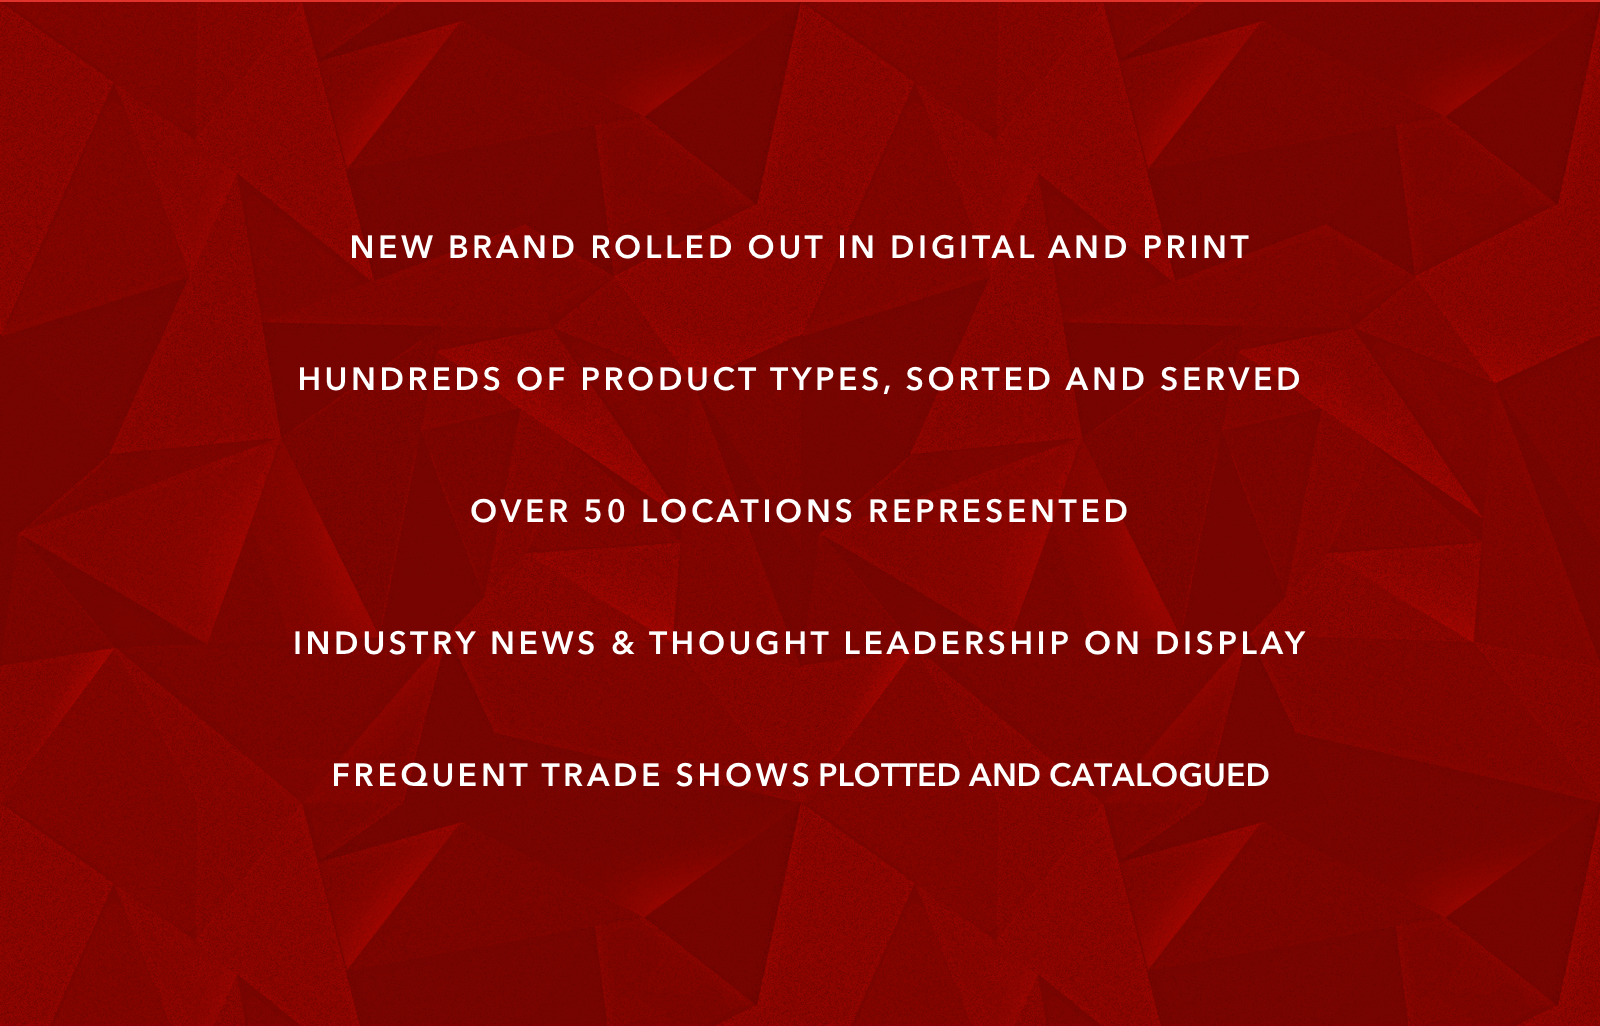 NEW BRAND ROLLED OUT IN DIGITAL AND PRINT
HUNDREDS OF PRODUCT TYPES, SORTED AND SERVED
OVER 50 LOCATIONS REPRESENTED
INDUSTRY NEWS & THOUGHT LEADERSHIP ON DISPLAY
FREQUENT TRADE SHOWS PLOTTED AND CATALOGUED